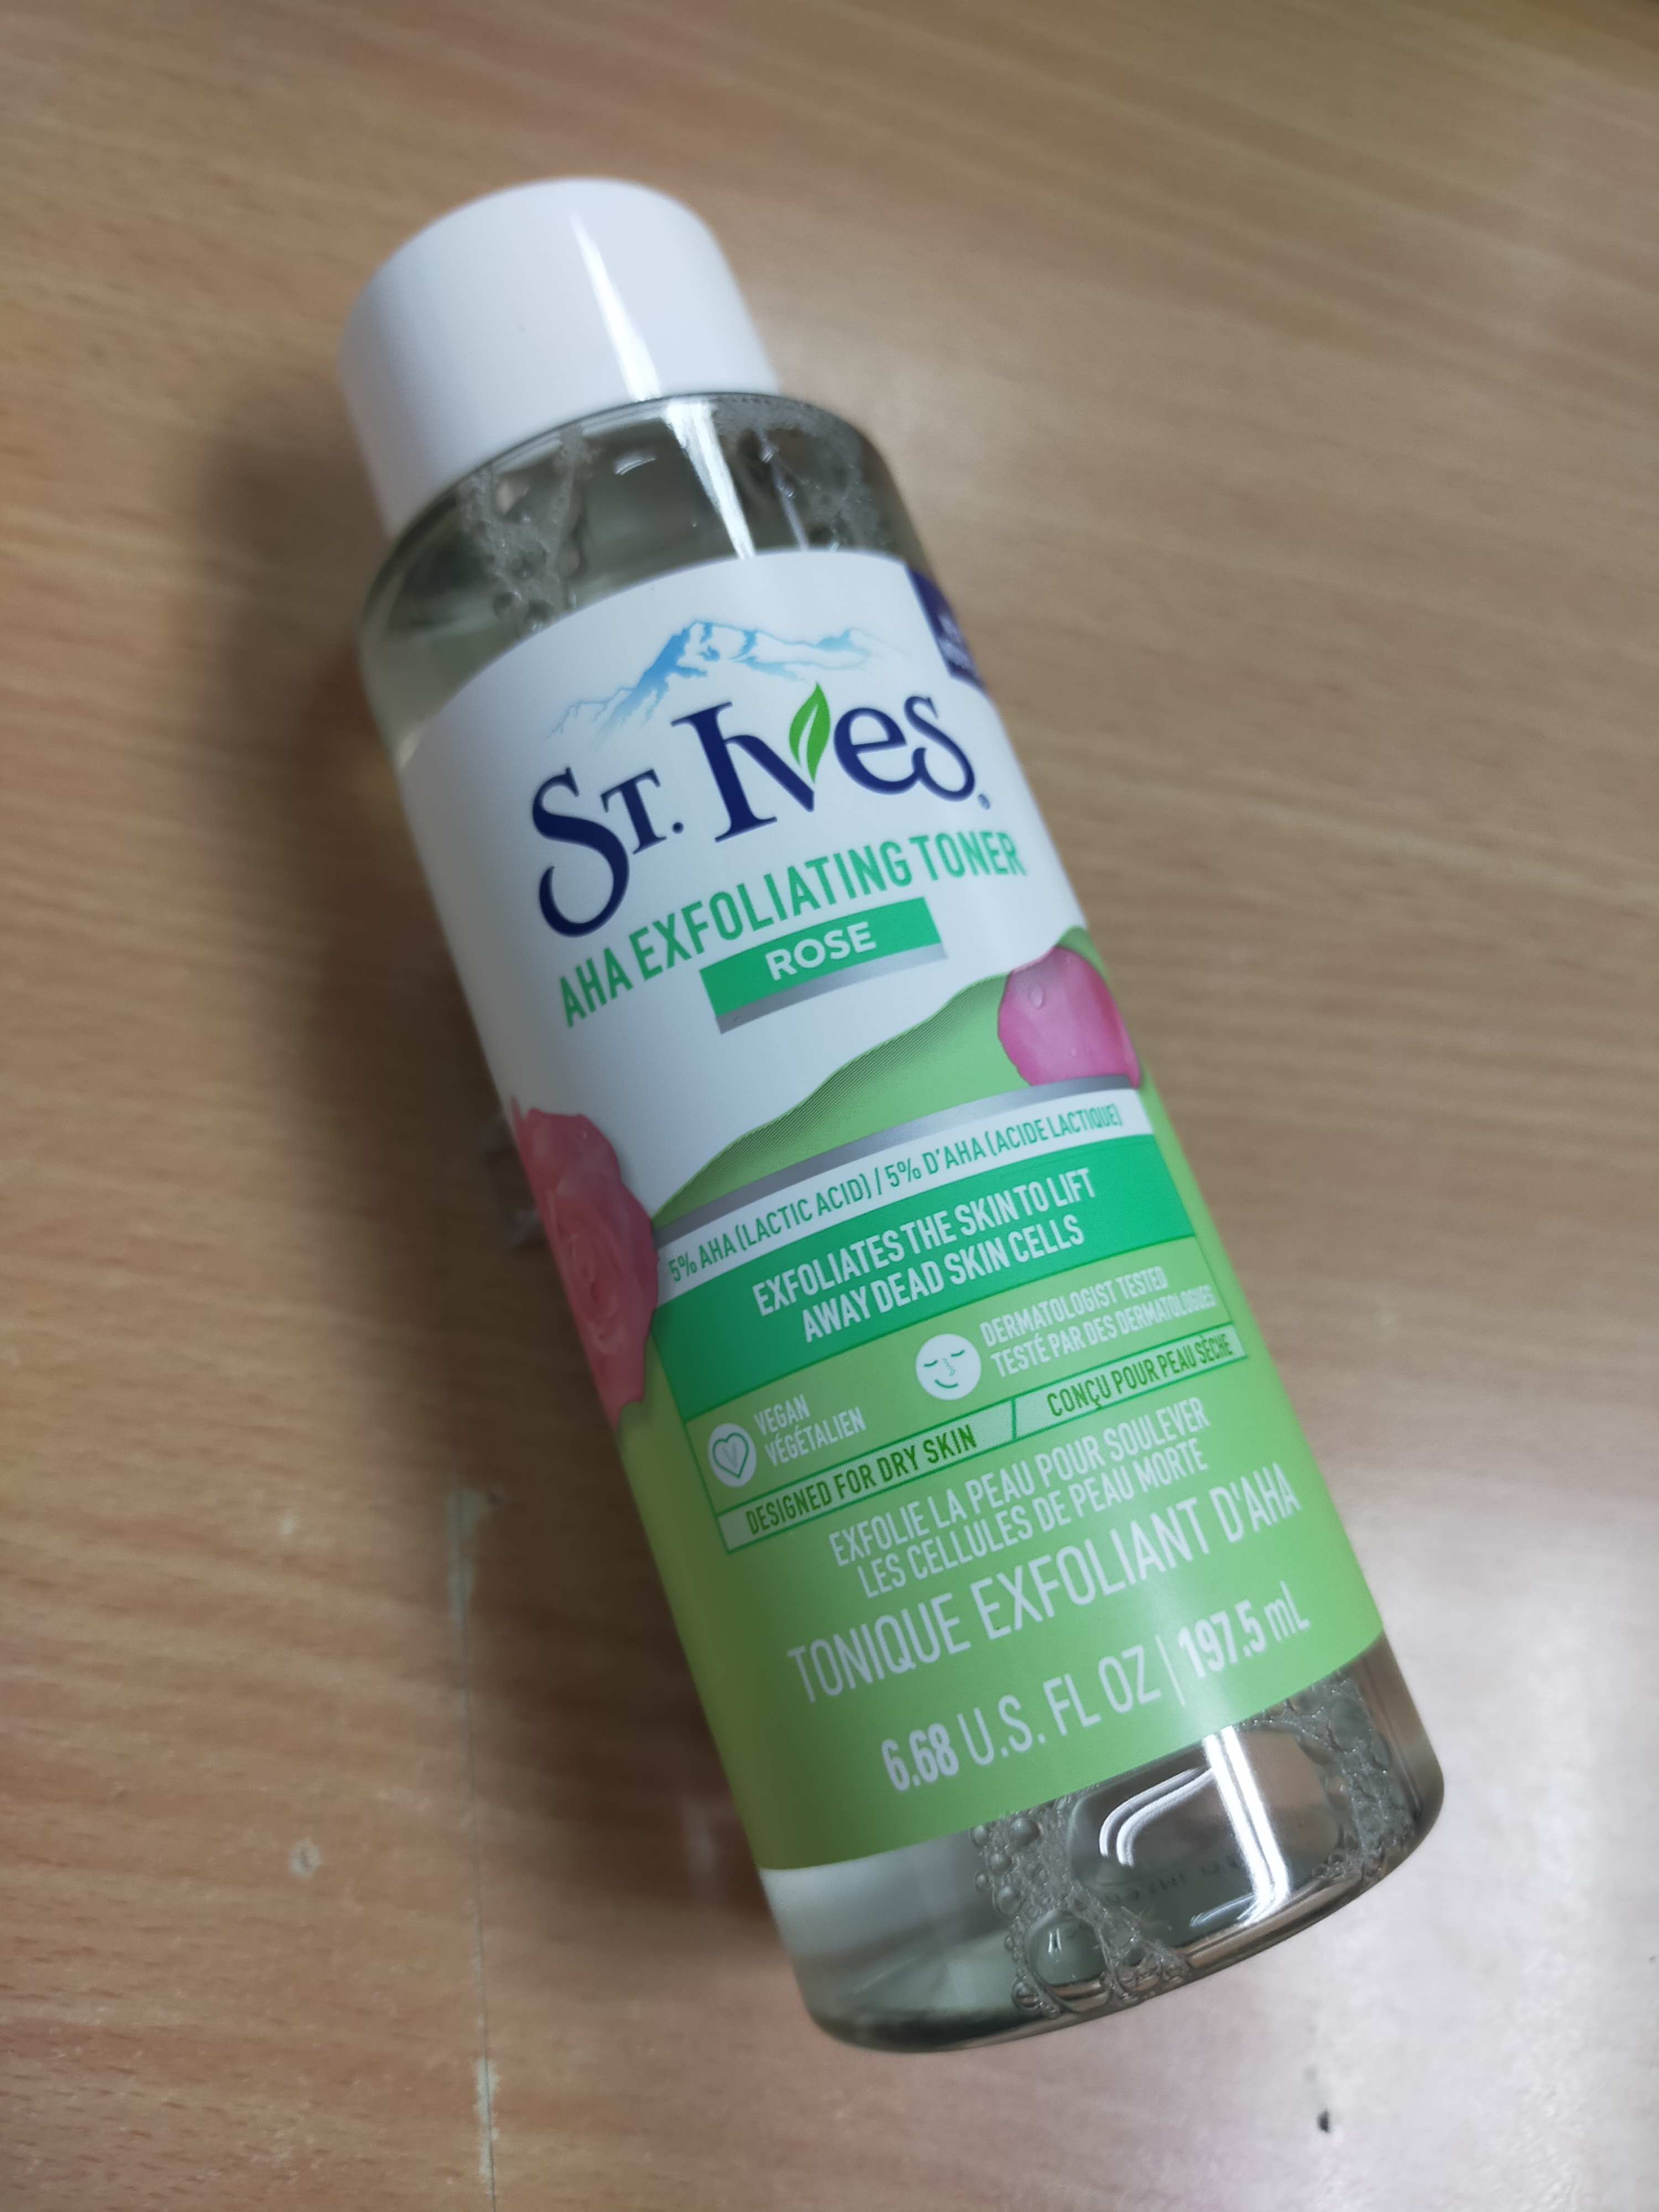 ST. IVES®
AHA EXFOLIATING TONER
ROSE
5% AHA (LACTIC ACID) / 5% D'AHA (ACIDE LACTIQUE)
EXFOLIATES THE SKIN TO LIFT
AWAY DEAD SKIN CELLS
VEGAN
VÉGÉTALIEN
DERMATOLOGIST TESTED
TESTÉ PAR DES DERMATOLOGUES
DESIGNED FOR DRY SKIN / CONÇU POUR PEAU SÈCHE
EXFOLIE LA PEAU POUR SOULEVER
LES CELLULES DE PEAU MORTE
TONIQUE EXFOLIANT D'AHA
6.68 U.S. FL OZ | 197.5 mL